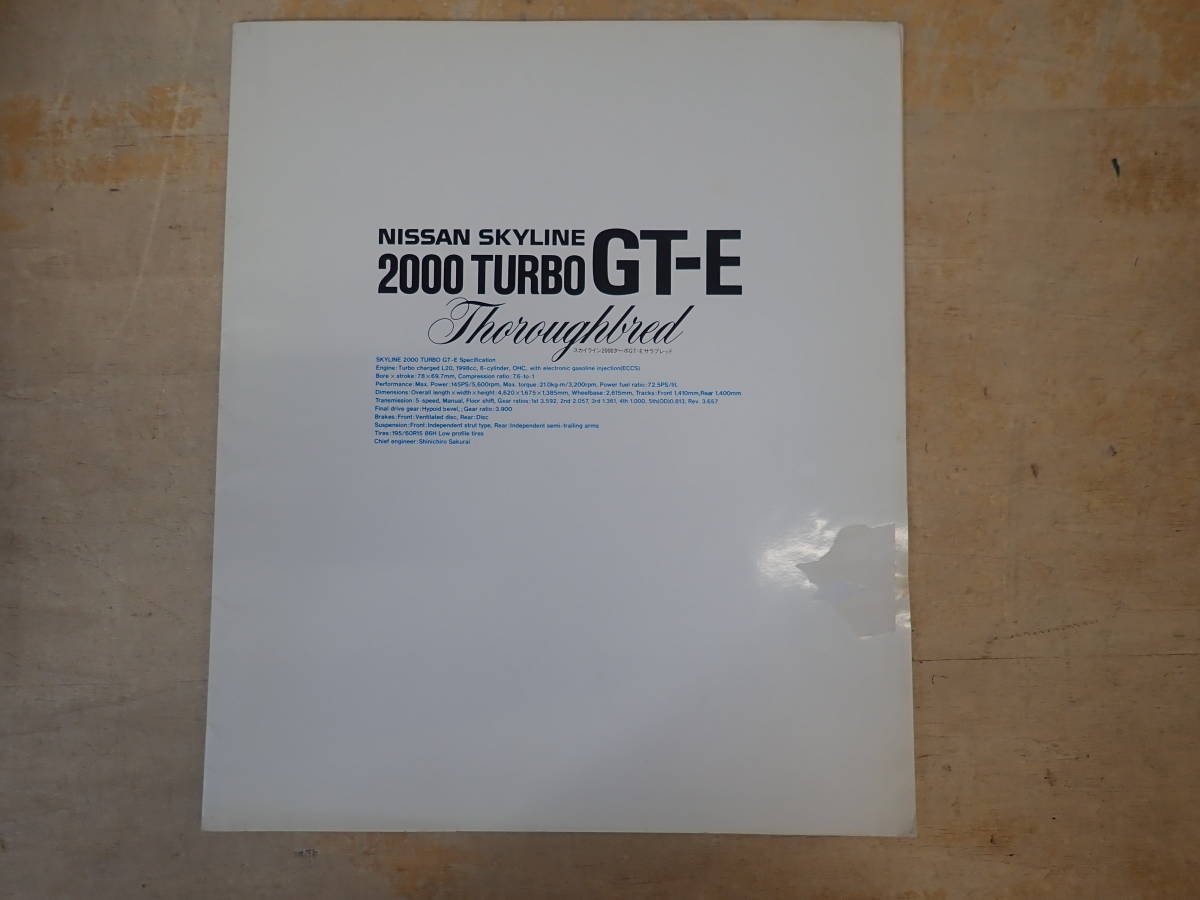 NISSAN SKYLINE
2000 TURBO GT-E
Thoroughbred
スカイライン2000ターボGT-Eサラブレッド
SKYLINE 2000 TURBO GT-E Specification
Engine:Turbo charged L20, 1998cc, 6-cylinder, OHC, with electronic gasoline injection(ECCS)
Bore × stroke:78×69.7mm, Compression ratio:7.6-to-1
Performance:Max. Power:145PS/5,600rpm, Max. torque:21.0kg-m/3,200rpm, Power fuel ratio:72.5PS/1L
Dimensions:Overall length×width×height:4,620×1,675×1,385mm, Wheelbase:2,615mm, Tracks:Front 1,410mm,Rear 1,400mm
Transmission:5-speed, Manual, Floor shift, Gear ratios:1st 3.592, 2nd 2.057, 3rd 1.361, 4th 1.000, 5th(OD)0.813, Rev. 3.657
Final drive gear:Hypoid bevel,;Gear ratio:3.900
Brakes:Front:Ventilated disc, Rear:Disc
Suspension:Front:Independent strut type, Rear:Independent semi-trailing arms
Tires:195/60R15 86H Low profile tires
Chief engineer:Shinichiro Sakurai